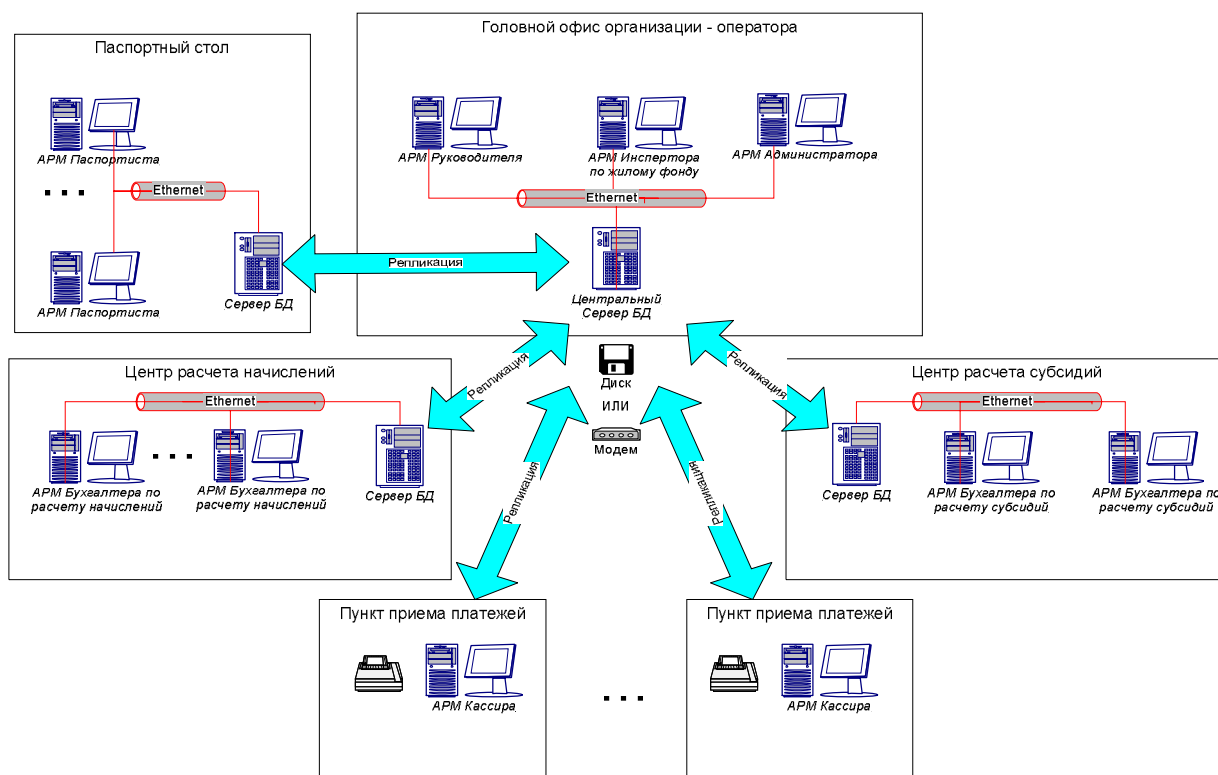 Паспортный стол
АРМ Паспортиста
. . .
Ethernet
АРМ Паспортиста
Сервер БД
Репликация
Головной офис организации - оператора
АРМ Руководителя
АРМ Инспертора
по жилому фонду
АРМ Администратора
Ethernet
Центральный
Сервер БД
Центр расчета начислений
Ethernet
. . .
АРМ Бухгалтера по
расчету начислений
АРМ Бухгалтера по
расчету начислений
Сервер БД
Репликация
Диск
или
Модем
Репликация
Репликация
Репликация
Центр расчета субсидий
Ethernet
Сервер БД
АРМ Бухгалтера по
расчету субсидий
АРМ Бухгалтера по
расчету субсидий
Пункт приема платежей
АРМ Кассира
. . .
Пункт приема платежей
АРМ Кассира